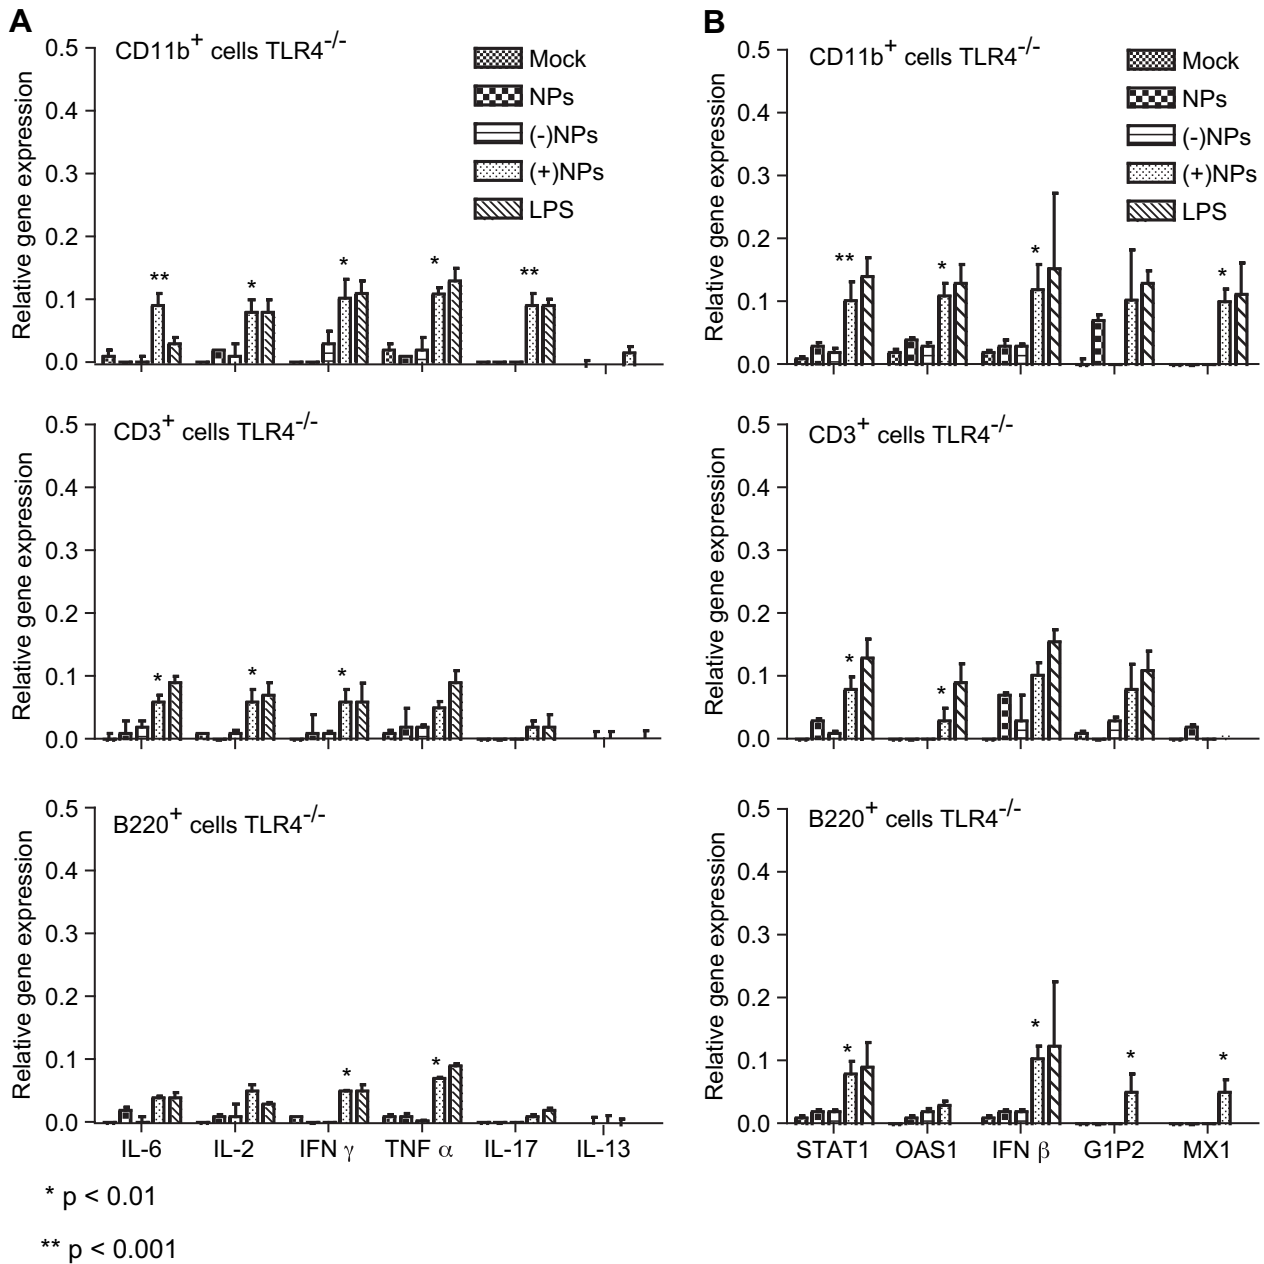 A
CD11b+ cells TLR4-/-
Mock
NPs
(-)NPs
(+)NPs
LPS
Relative gene expression
0.5
0.4
0.3
0.2
0.1
0.0
** * * * **
CD3+ cells TLR4-/-
Relative gene expression
0.5
0.4
0.3
0.2
0.1
0.0
* * *
B220+ cells TLR4-/-
Relative gene expression
0.5
0.4
0.3
0.2
0.1
0.0
* *
IL-6 IL-2 IFN γ TNF α IL-17 IL-13
* p < 0.01
** p < 0.001
B
CD11b+ cells TLR4-/-
Mock
NPs
(-)NPs
(+)NPs
LPS
Relative gene expression
0.5
0.4
0.3
0.2
0.1
0.0
** * * *
CD3+ cells TLR4-/-
Relative gene expression
0.5
0.4
0.3
0.2
0.1
0.0
* *
B220+ cells TLR4-/-
Relative gene expression
0.5
0.4
0.3
0.2
0.1
0.0
* * * *
STAT1 OAS1 IFN β G1P2 MX1